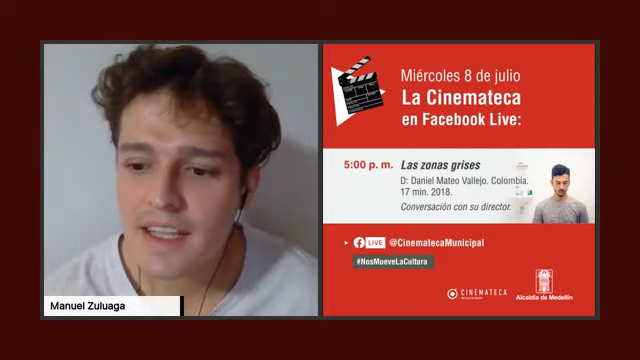 Miércoles 8 de julio
La Cinemateca
en Facebook Live:
5:00 p. m.
Las zonas grises
D: Daniel Mateo Vallejo. Colombia.
17 min. 2018.
Conversación con su director.
LIVE @CinematecaMunicipal
#NosMueveLaCultura
CINEMATECA
Alcaldía de Medellín
Manuel Zuluaga